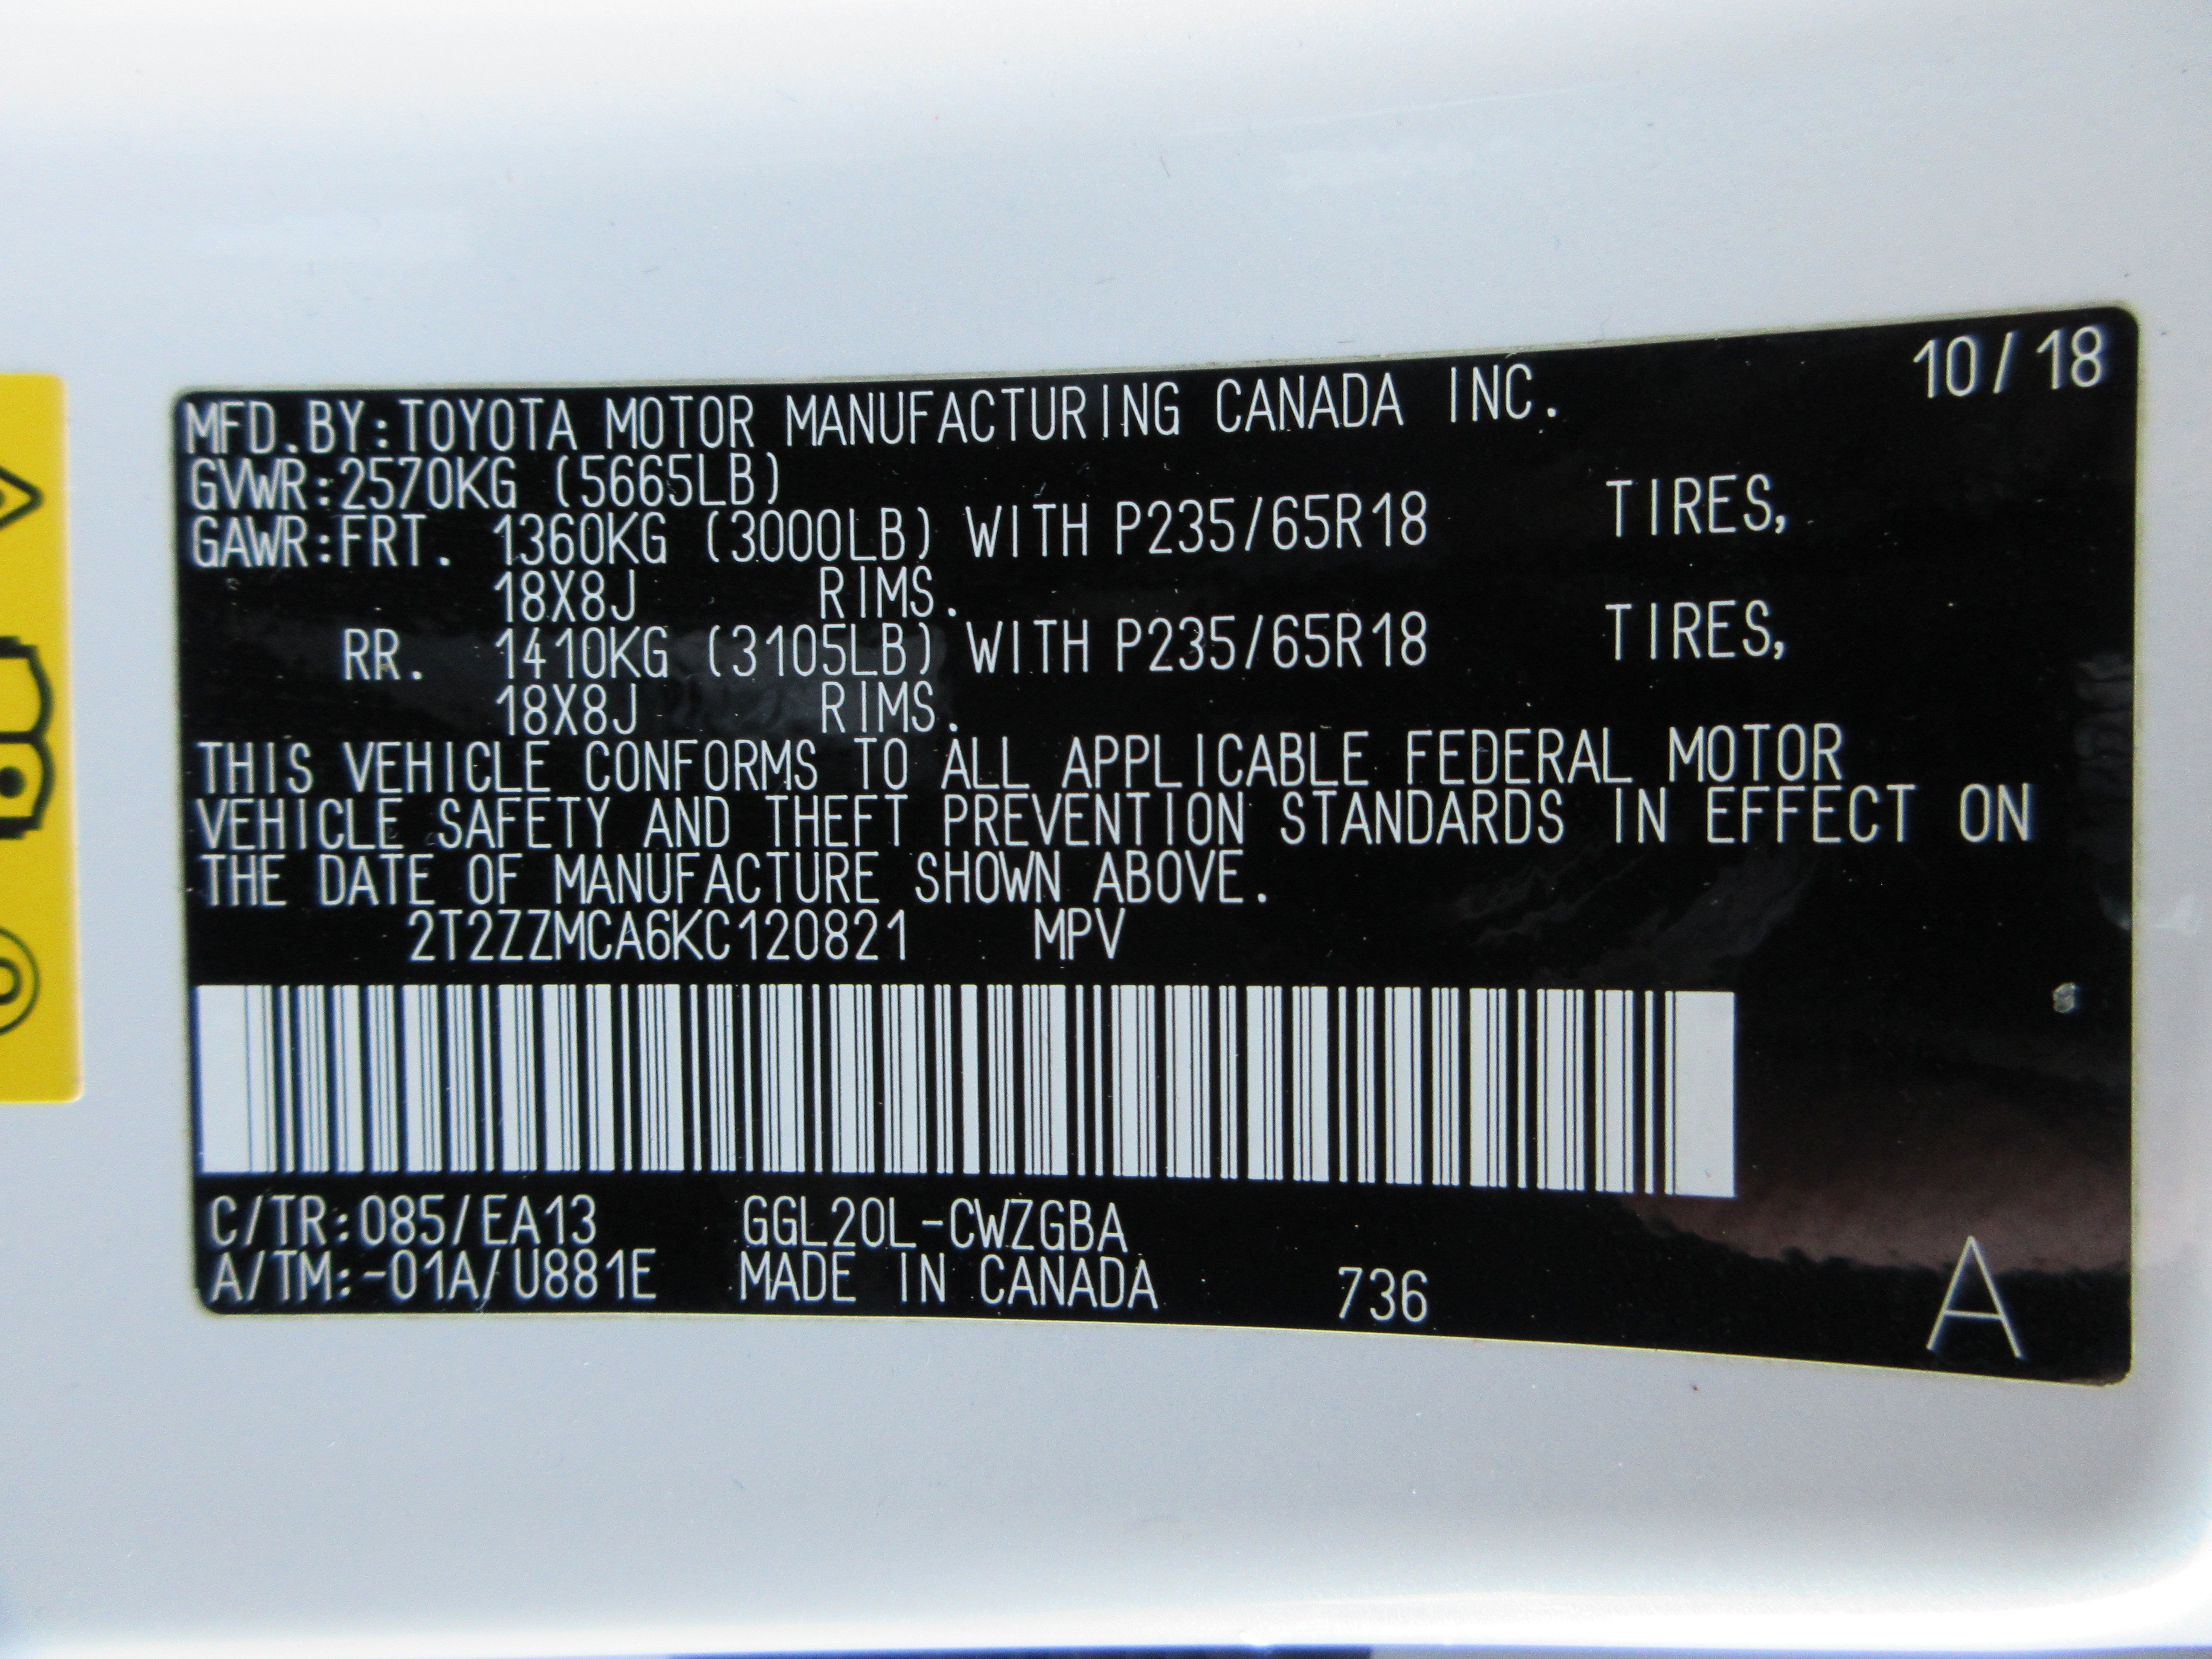 10/18
MFD.BY:TOYOTA MOTOR MANUFACTURING CANADA INC.
GVWR:2570KG (5665LB)
GAWR:FRT. 1360KG (3000LB) WITH P235/65R18 TIRES,
18X8J RIMS.
RR. 1410KG (3105LB) WITH P235/65R18 TIRES,
18X8J RIMS.
THIS VEHICLE CONFORMS TO ALL APPLICABLE FEDERAL MOTOR
VEHICLE SAFETY AND THEFT PREVENTION STANDARDS IN EFFECT ON
THE DATE OF MANUFACTURE SHOWN ABOVE.
2T2ZZMCA6KC120821 MPV
C/TR:085/EA13 GGL20L-CWZGBA
A/TM:-01A/U881E MADE IN CANADA 736
A